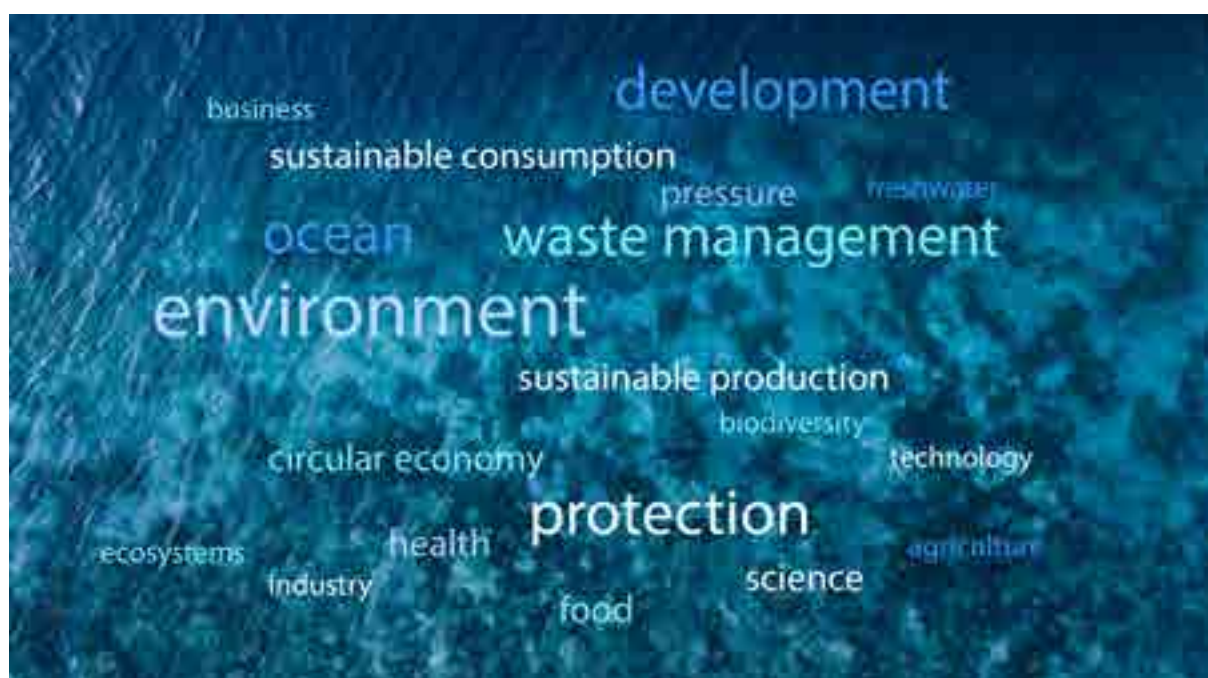 development
business
sustainable consumption
pressure freshwater
ocean waste management
environment
sustainable production
biodiversity
circular economy technology
protection
ecosystems health
industry science
food